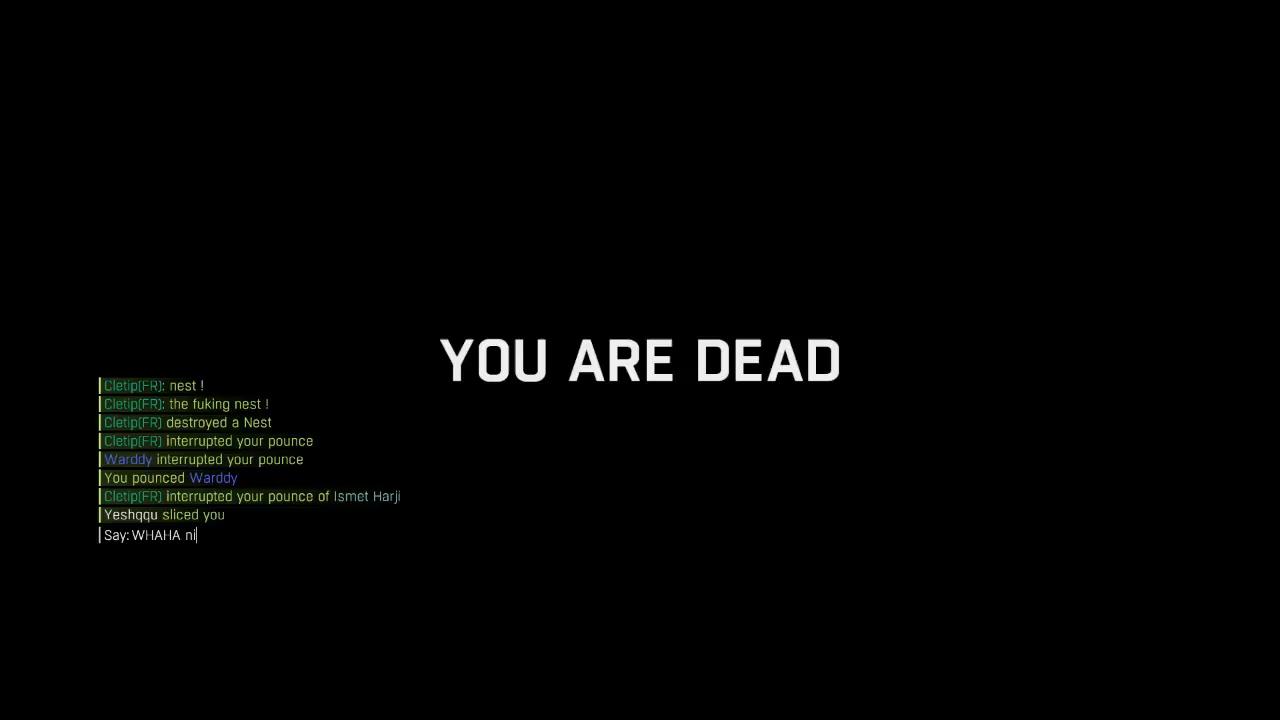 YOU ARE DEAD
Cletip(FR): nest !
Cletip(FR): the fuking nest !
Cletip(FR) destroyed a Nest
Cletip(FR) interrupted your pounce
Warddy interrupted your pounce
You pounced Warddy
Cletip(FR) interrupted your pounce of Ismet Harji
Yeshqqu sliced you
Say: WHAHA ni